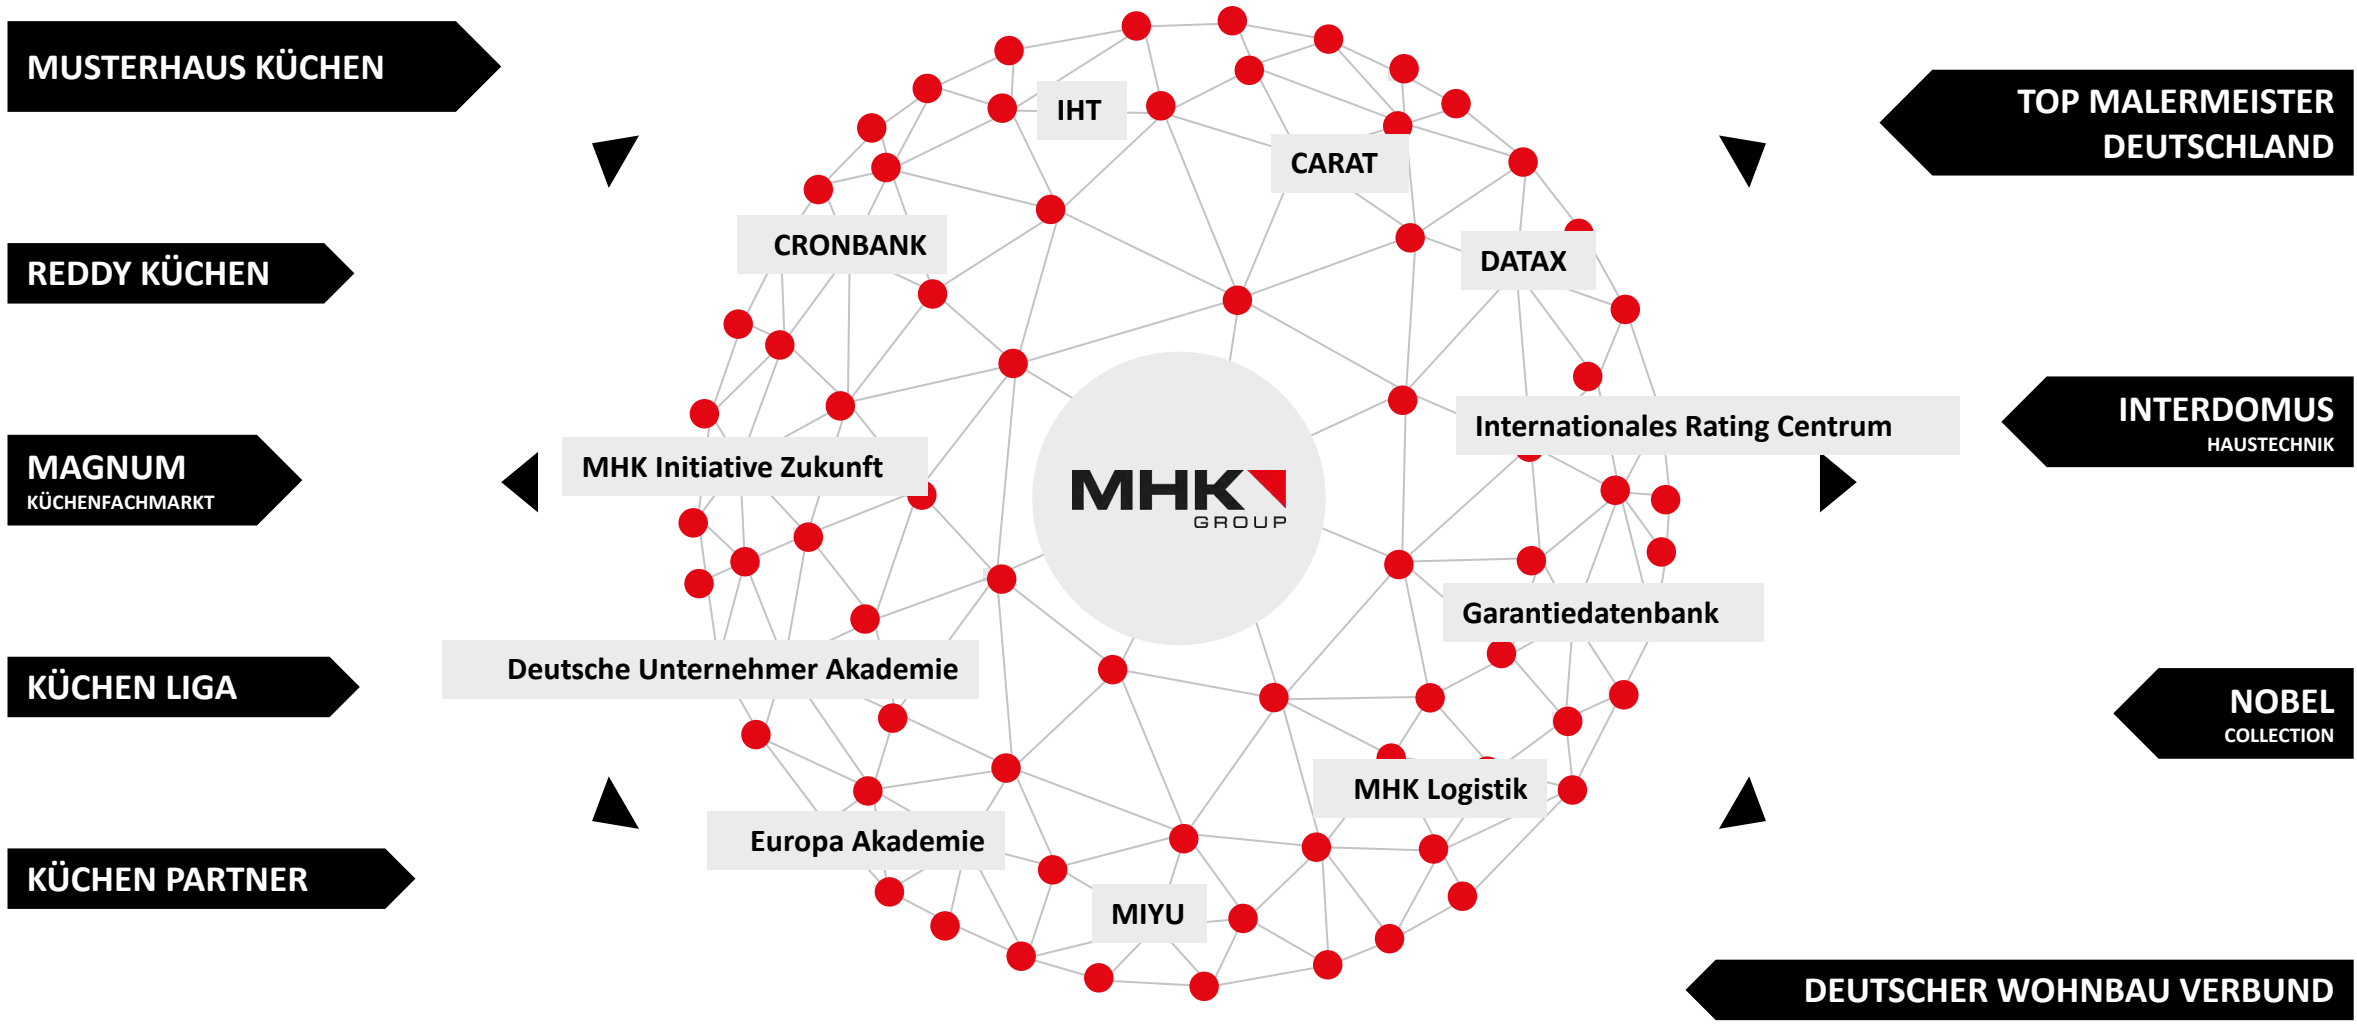 MUSTERHAUS KÜCHEN
REDDY KÜCHEN
MAGNUM
KÜCHENFACHMARKT
KÜCHEN LIGA
KÜCHEN PARTNER
IHT
CARAT
CRONBANK
DATAX
Internationales Rating Centrum
MHK Initiative Zukunft
MHK
GROUP
Garantiedatenbank
Deutsche Unternehmer Akademie
MHK Logistik
Europa Akademie
MIYU
TOP MALERMEISTER
DEUTSCHLAND
INTERDOMUS
HAUSTECHNIK
NOBEL
COLLECTION
DEUTSCHER WOHNBAU VERBUND